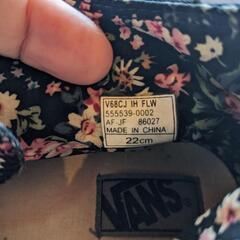 V68CJ IH FLW
555539-0002
AF-JF 86027
MADE IN CHINA
22cm
VANS